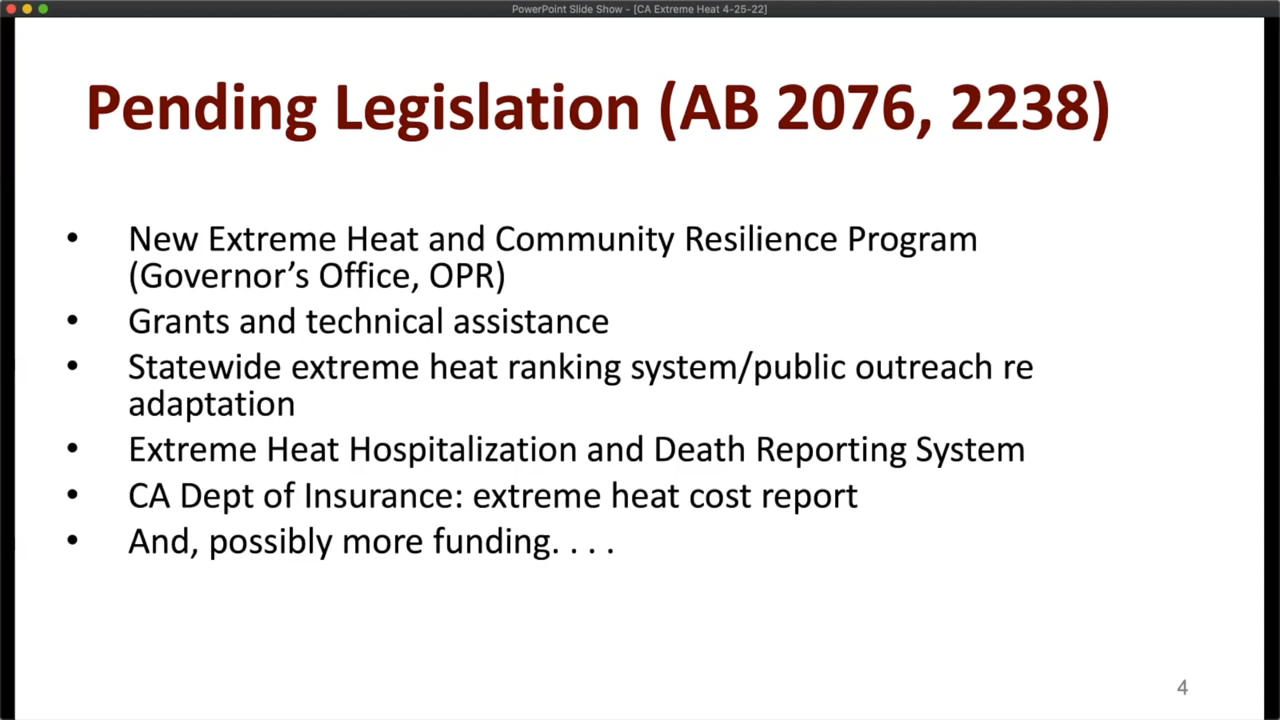 PowerPoint Slide Show - [CA Extreme Heat 4-25-22]
Pending Legislation (AB 2076, 2238)
• New Extreme Heat and Community Resilience Program
(Governor’s Office, OPR)
• Grants and technical assistance
• Statewide extreme heat ranking system/public outreach re
adaptation
• Extreme Heat Hospitalization and Death Reporting System
• CA Dept of Insurance: extreme heat cost report
• And, possibly more funding. . . .
4